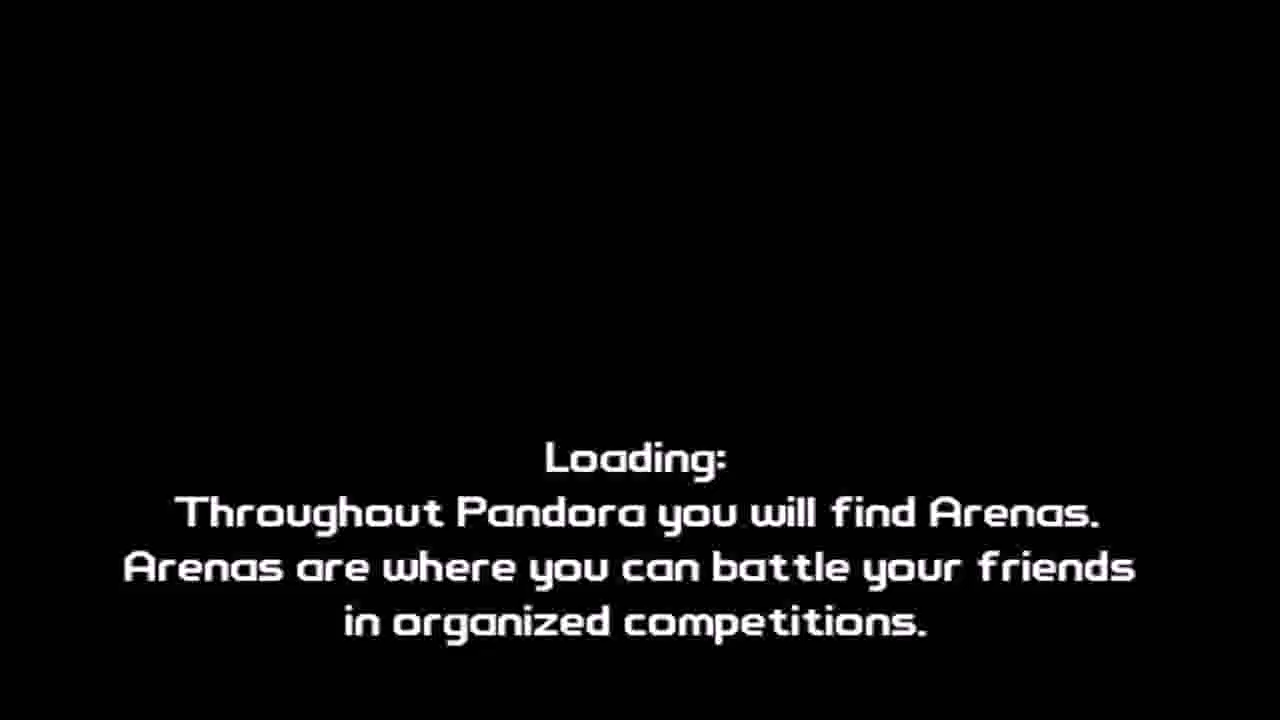 Loading:
Throughout Pandora you will find Arenas.
Arenas are where you can battle your friends
in organized competitions.